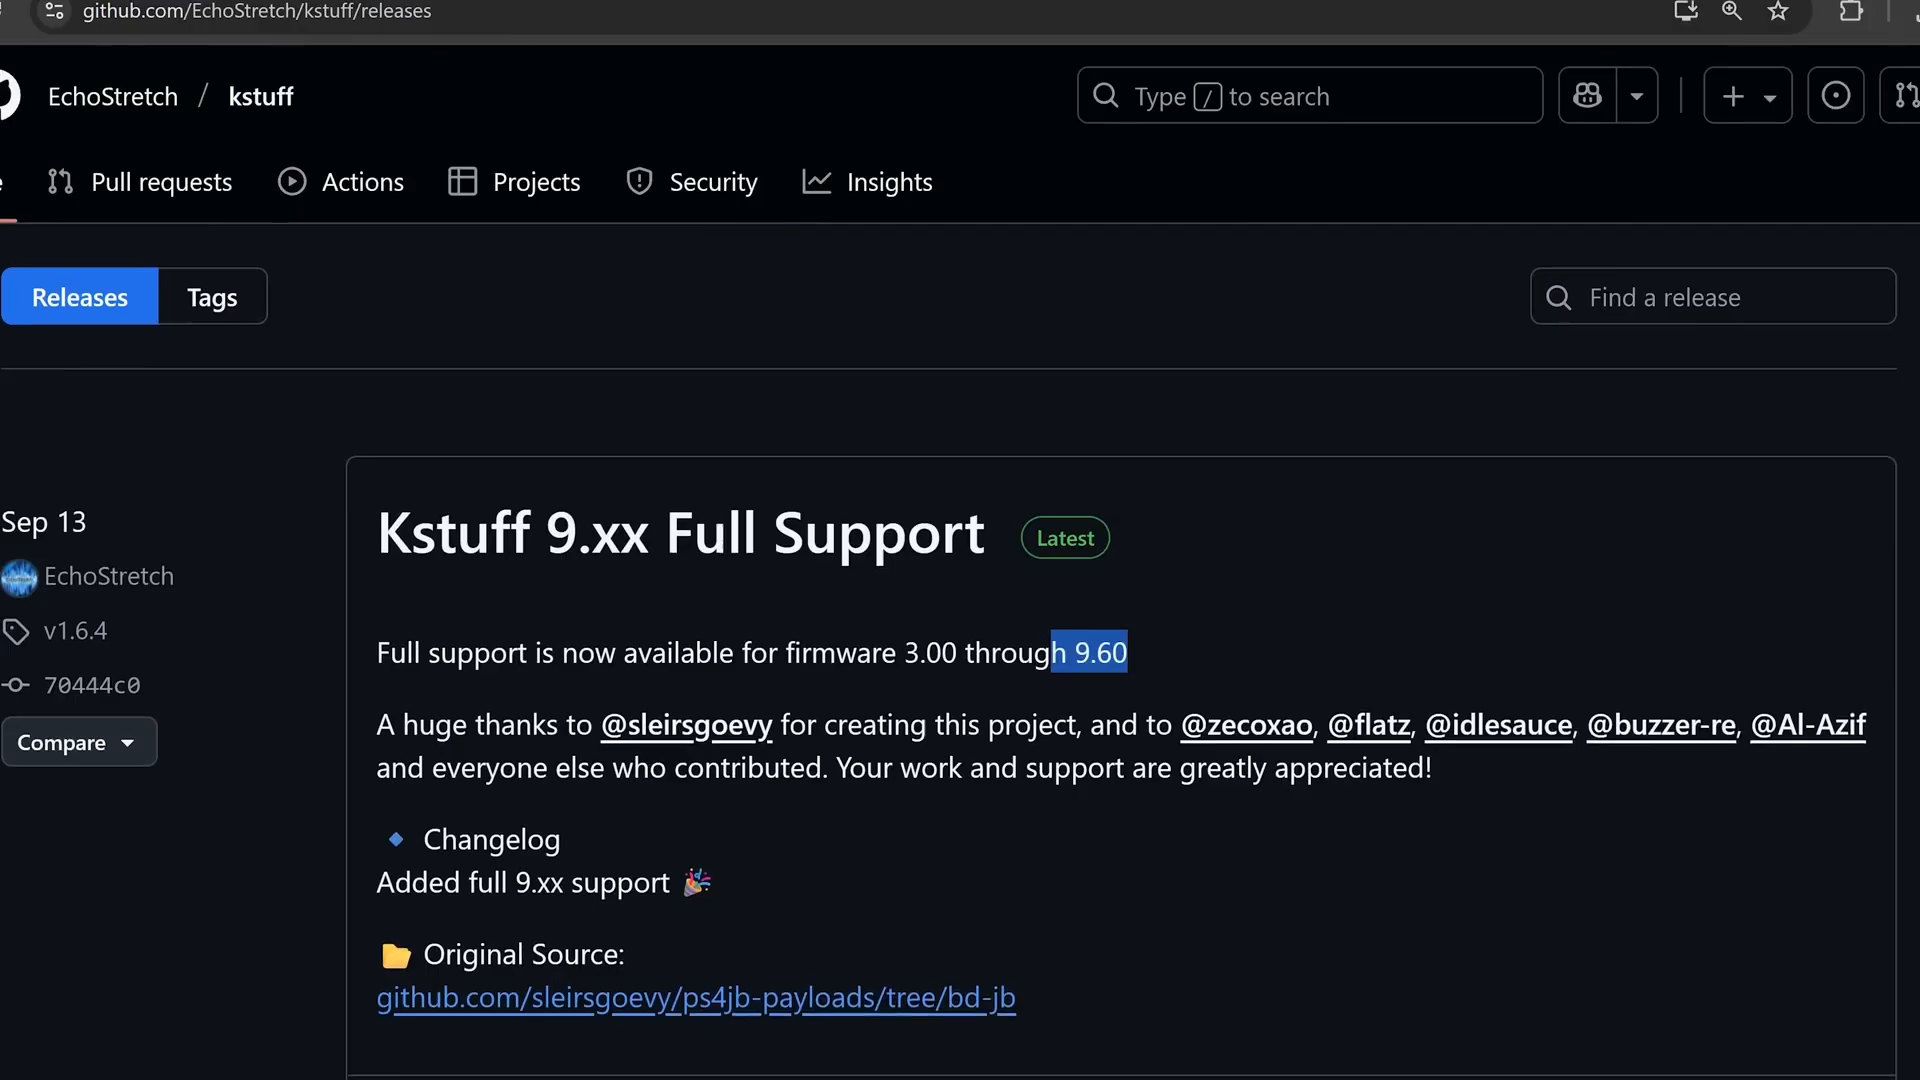 github.com/EchoStretch/kstuff/releases
EchoStretch / kstuff
Type / to search
Pull requests
Actions
Projects
Security
Insights
Releases
Tags
Find a release
Sep 13
EchoStretch
v1.6.4
70444c0
Compare
Kstuff 9.xx Full Support
Latest
Full support is now available for firmware 3.00 through 9.60
A huge thanks to @sleirsgoevy for creating this project, and to @zecoxao, @flatz, @idlesauce, @buzzer-re, @Al-Azif
and everyone else who contributed. Your work and support are greatly appreciated!
Changelog
Added full 9.xx support 🎉
Original Source:
github.com/sleirsgoevy/ps4jb-payloads/tree/bd-jb